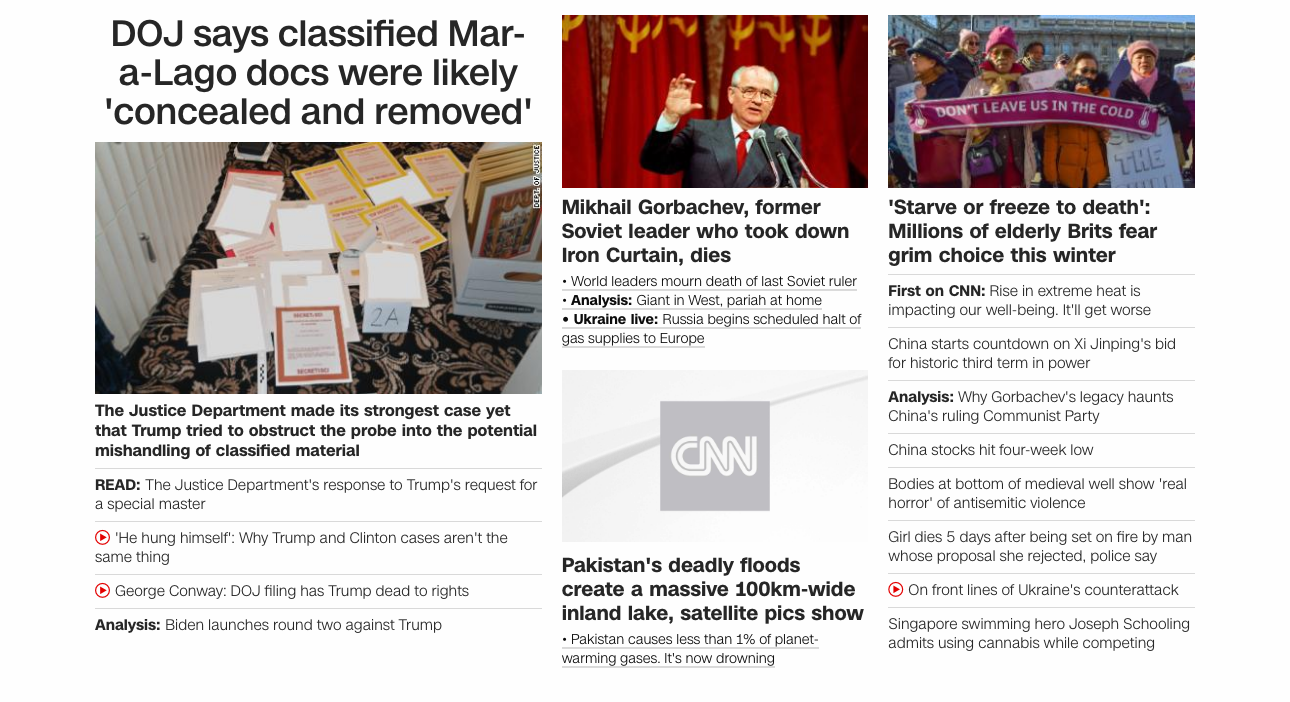 DOJ says classified Mar-
a-Lago docs were likely
'concealed and removed'
DEPT. OF JUSTICE
2A
SECRET//SCI
SECRET//SCI
The Justice Department made its strongest case yet
that Trump tried to obstruct the probe into the potential
mishandling of classified material
READ: The Justice Department's response to Trump's request for
a special master
'He hung himself': Why Trump and Clinton cases aren't the
same thing
George Conway: DOJ filing has Trump dead to rights
Analysis: Biden launches round two against Trump
Mikhail Gorbachev, former
Soviet leader who took down
Iron Curtain, dies
• World leaders mourn death of last Soviet ruler
• Analysis: Giant in West, pariah at home
• Ukraine live: Russia begins scheduled halt of
gas supplies to Europe
CNN
Pakistan's deadly floods
create a massive 100km-wide
inland lake, satellite pics show
• Pakistan causes less than 1% of planet-
warming gases. It's now drowning
DON'T LEAVE US IN THE COLD
THE
'Starve or freeze to death':
Millions of elderly Brits fear
grim choice this winter
First on CNN: Rise in extreme heat is
impacting our well-being. It'll get worse
China starts countdown on Xi Jinping's bid
for historic third term in power
Analysis: Why Gorbachev's legacy haunts
China's ruling Communist Party
China stocks hit four-week low
Bodies at bottom of medieval well show 'real
horror' of antisemitic violence
Girl dies 5 days after being set on fire by man
whose proposal she rejected, police say
On front lines of Ukraine's counterattack
Singapore swimming hero Joseph Schooling
admits using cannabis while competing